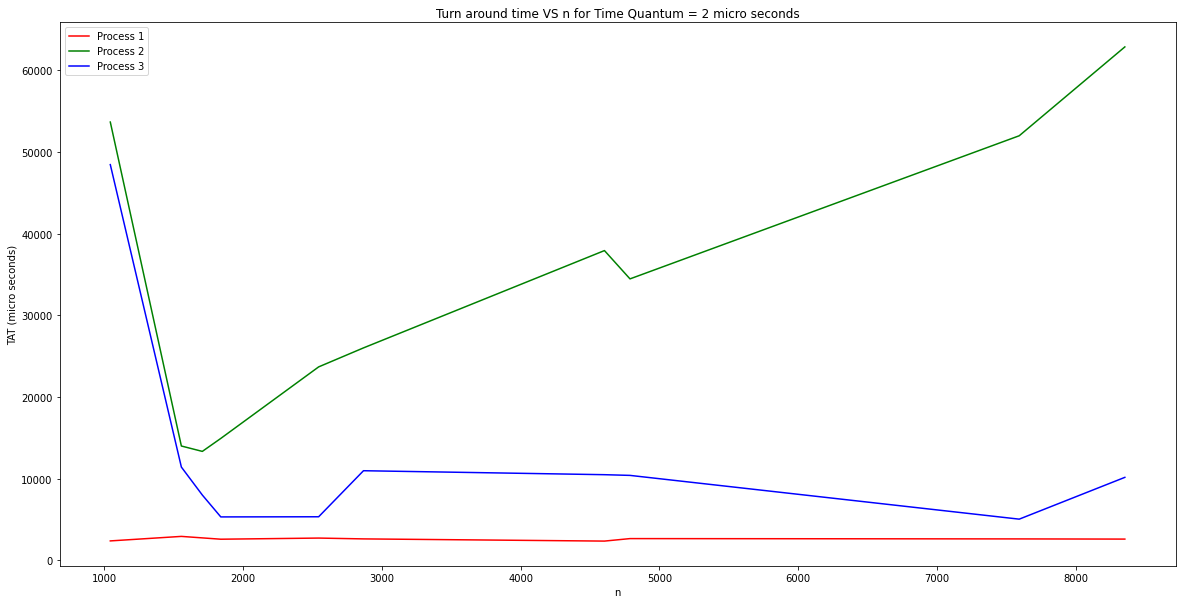 Turn around time VS n for Time Quantum = 2 micro seconds
Process 1
Process 2
Process 3
TAT (micro seconds)
60000
50000
40000
30000
20000
10000
0
1000 2000 3000 4000 5000 6000 7000 8000
n